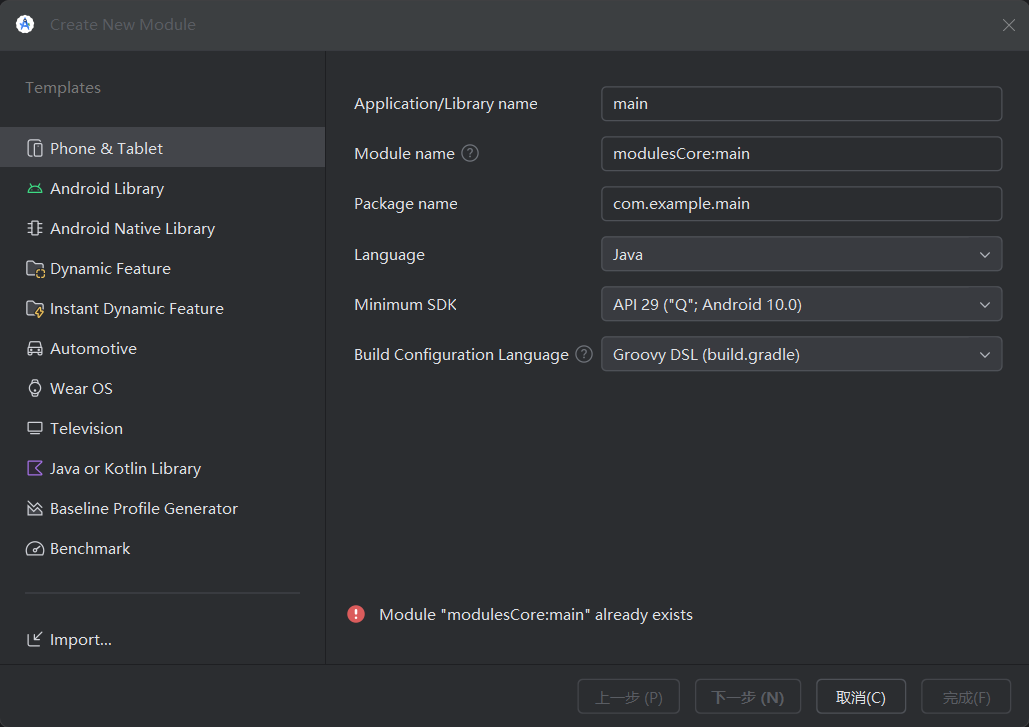 Create New Module
Templates
Phone & Tablet
Android Library
Android Native Library
Dynamic Feature
Instant Dynamic Feature
Automotive
Wear OS
Television
Java or Kotlin Library
Baseline Profile Generator
Benchmark
Import...
Application/Library name main
Module name ? modulesCore:main
Package name com.example.main
Language Java
Minimum SDK API 29 ("Q"; Android 10.0)
Build Configuration Language ? Groovy DSL (build.gradle)
Module "modulesCore:main" already exists
上一步 (P) 下一步 (N) 取消(C) 完成(F)